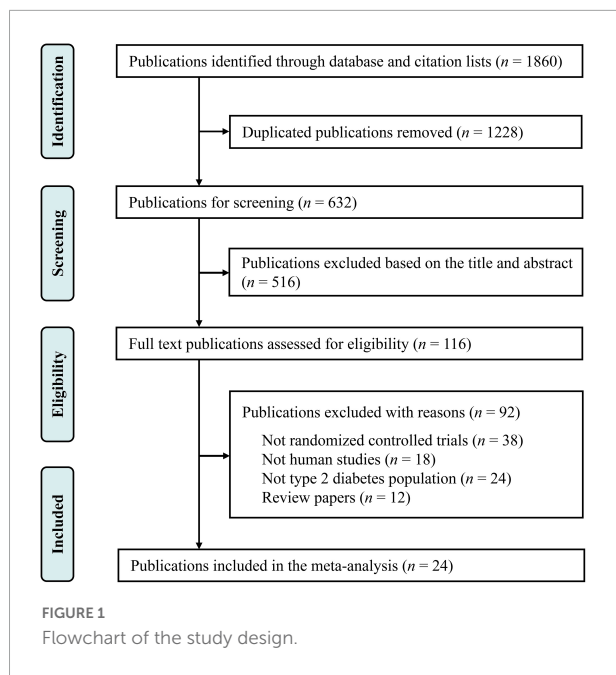 Identification
Publications identified through database and citation lists (n = 1860)
Duplicated publications removed (n = 1228)
Screening
Publications for screening (n = 632)
Publications excluded based on the title and abstract
(n = 516)
Eligibility
Full text publications assessed for eligibility (n = 116)
Publications excluded with reasons (n = 92)
Not randomized controlled trials (n = 38)
Not human studies (n = 18)
Not type 2 diabetes population (n = 24)
Review papers (n = 12)
Included
Publications included in the meta-analysis (n = 24)
FIGURE 1
Flowchart of the study design.